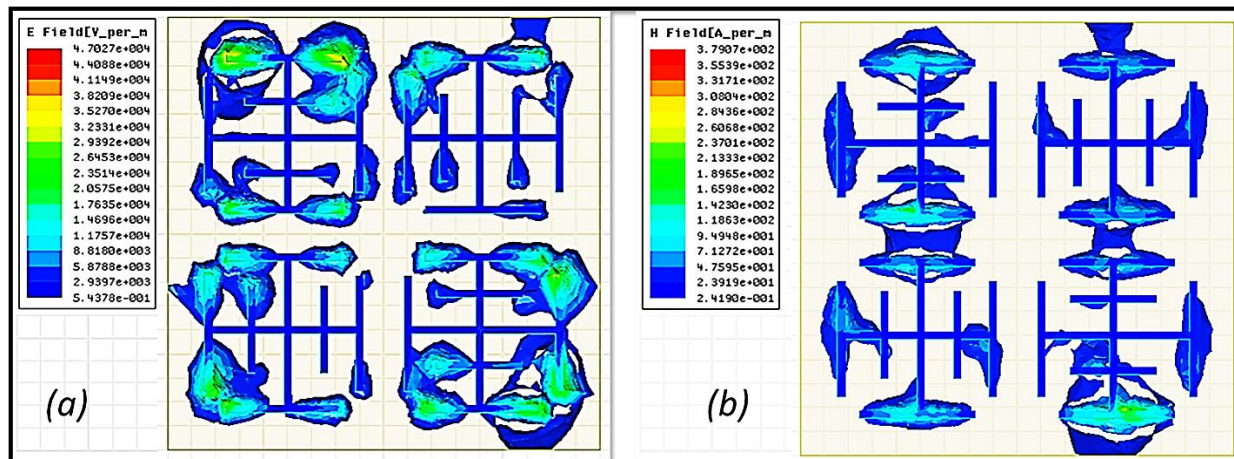 E Field[V_per_m
4.7027e+004
4.4088e+004
4.1149e+004
3.8209e+004
3.5270e+004
3.2331e+004
2.9392e+004
2.6453e+004
2.3514e+004
2.0575e+004
1.7635e+004
1.4696e+004
1.1757e+004
8.8180e+003
5.8788e+003
2.9397e+003
5.4378e-001
(a)
H Field[A_per_m
3.7907e+002
3.5539e+002
3.3171e+002
3.0804e+002
2.8436e+002
2.6068e+002
2.3701e+002
2.1333e+002
1.8965e+002
1.6598e+002
1.4230e+002
1.1863e+002
9.4948e+001
7.1272e+001
4.7595e+001
2.3919e+001
2.4190e-001
(b)